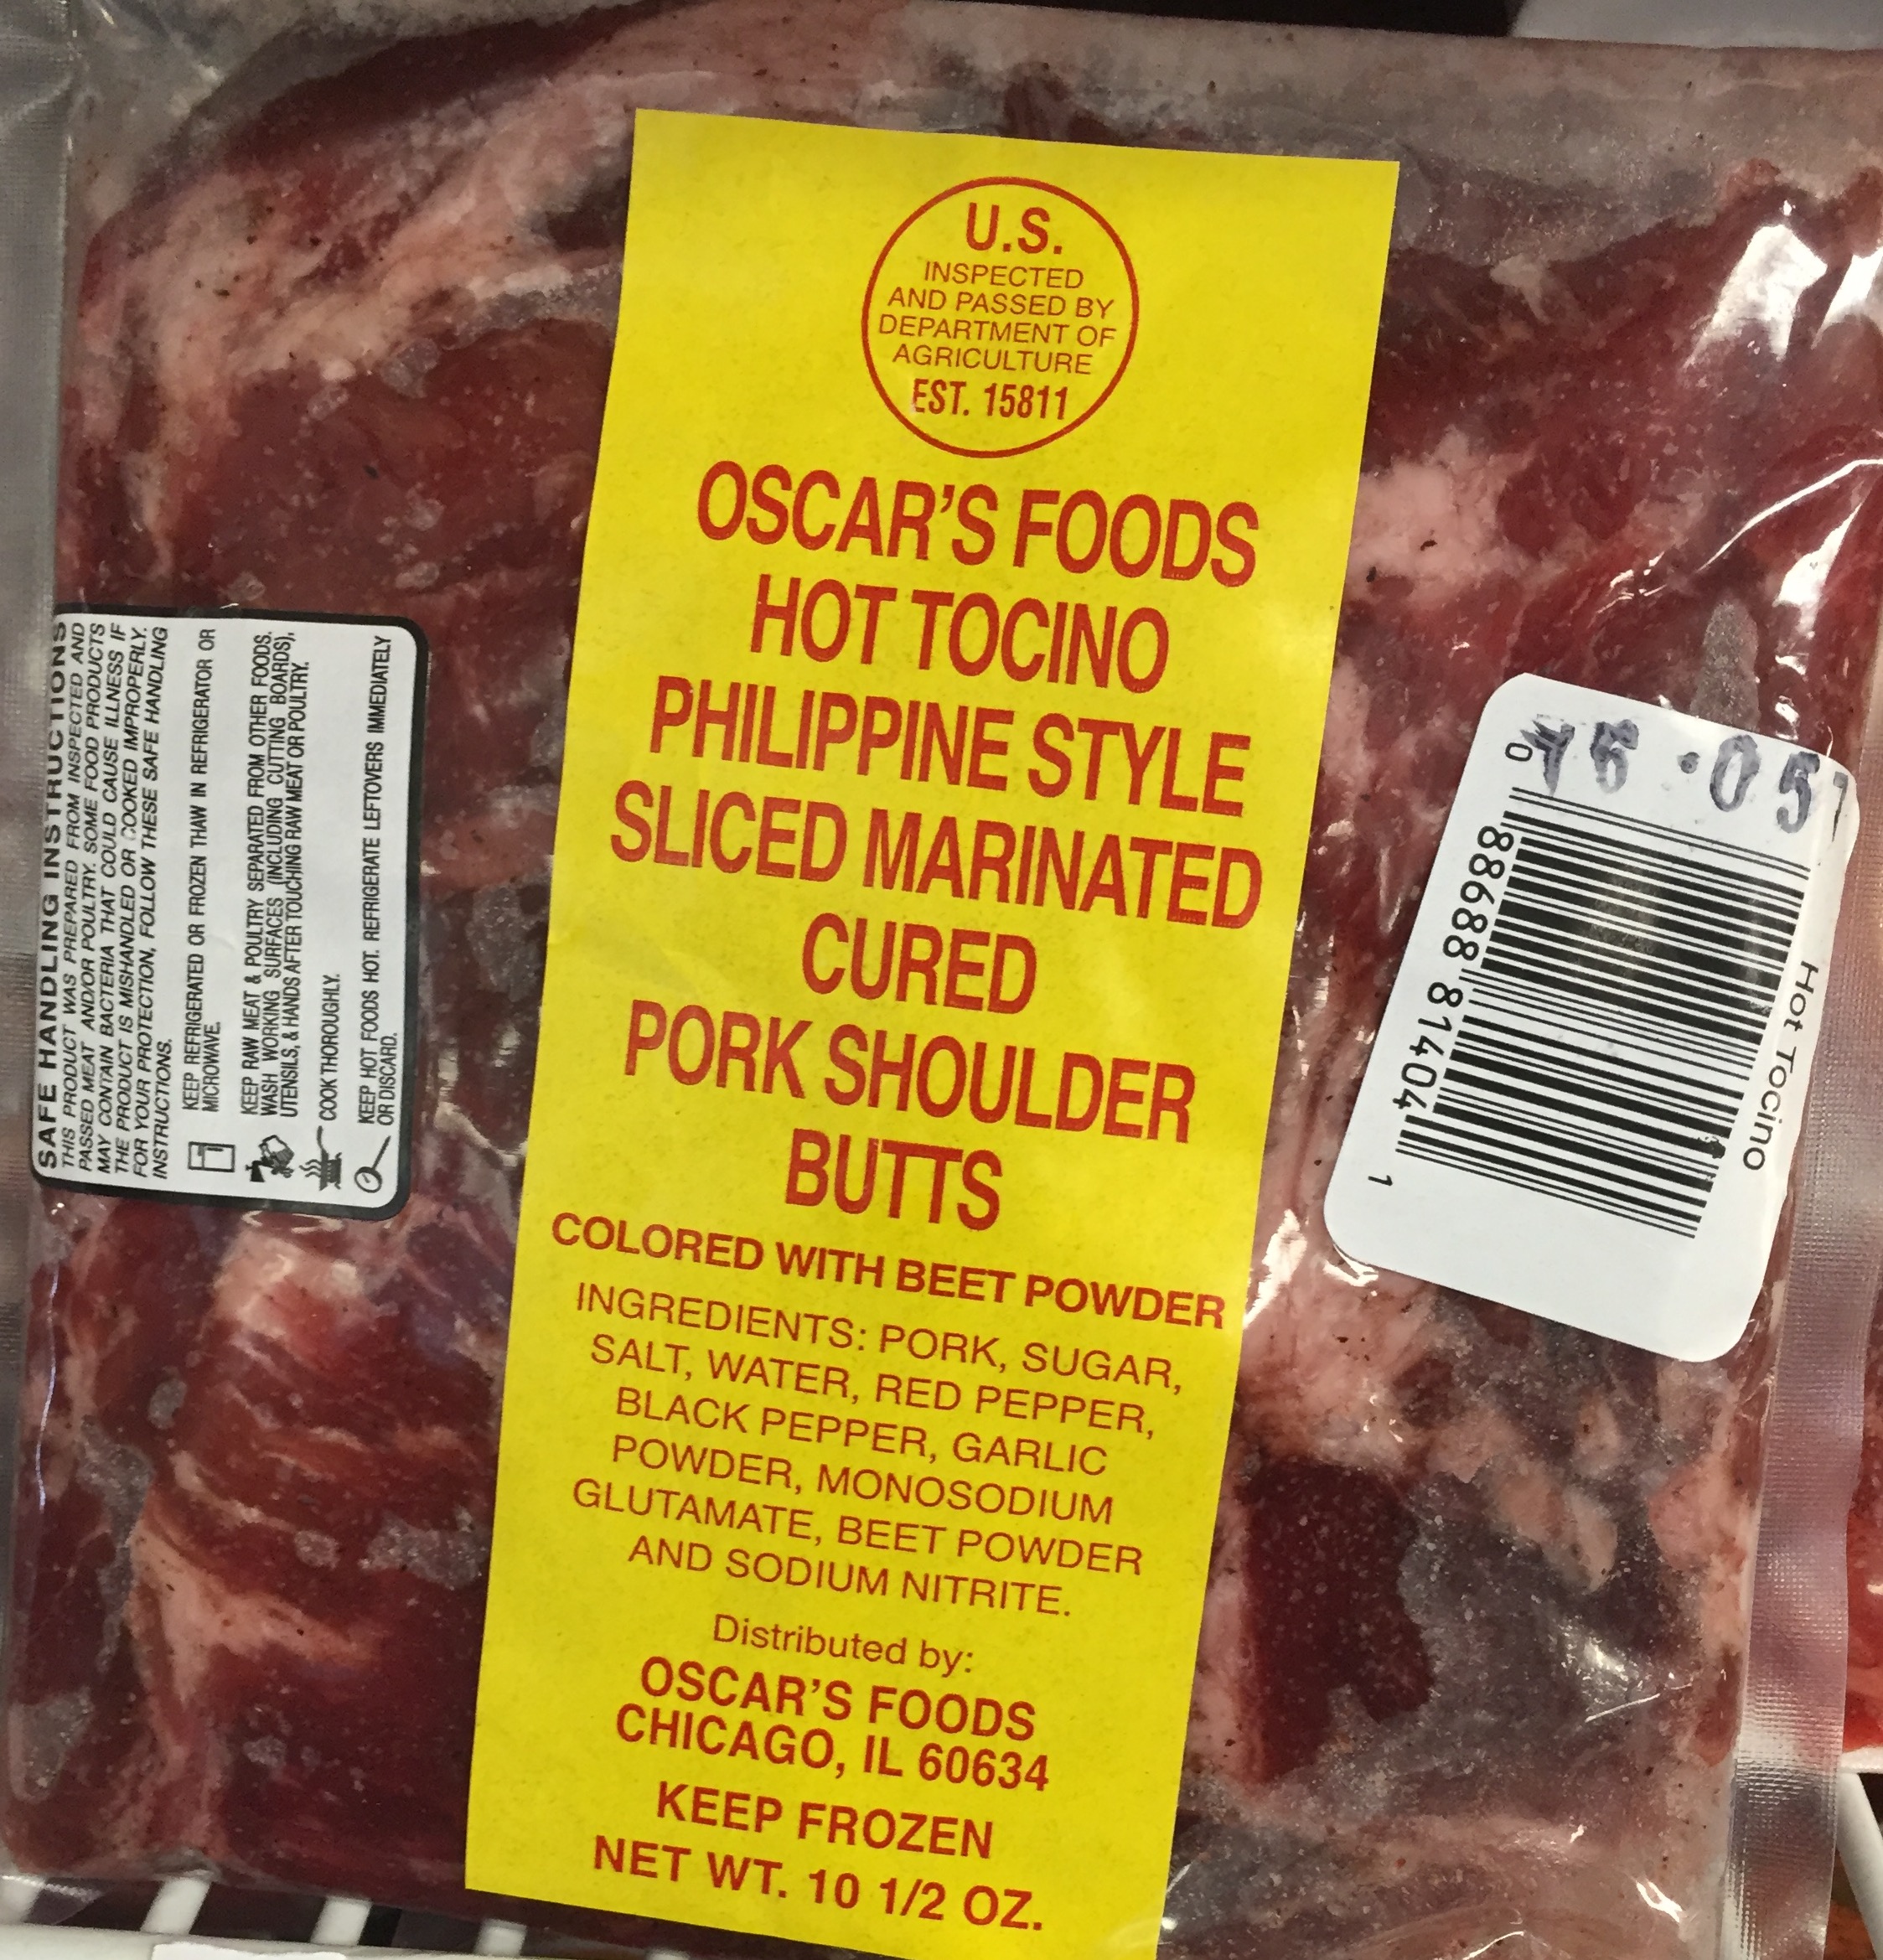 U.S.
INSPECTED
AND PASSED BY
DEPARTMENT OF
AGRICULTURE
EST. 15811
OSCAR'S FOODS
HOT TOCINO
PHILIPPINE STYLE
SLICED MARINATED
CURED
PORK SHOULDER
BUTTS
COLORED WITH BEET POWDER
INGREDIENTS: PORK, SUGAR,
SALT, WATER, RED PEPPER,
BLACK PEPPER, GARLIC
POWDER, MONOSODIUM
GLUTAMATE, BEET POWDER
AND SODIUM NITRITE.
Distributed by:
OSCAR'S FOODS
CHICAGO, IL 60634
KEEP FROZEN
NET WT. 10 1/2 OZ.
SAFE HANDLING INSTRUCTIONS
THIS PRODUCT WAS PREPARED FROM INSPECTED AND
PASSED MEAT AND/OR POULTRY. SOME FOOD PRODUCTS
MAY CONTAIN BACTERIA THAT COULD CAUSE ILLNESS IF
THE PRODUCT IS MISHANDLED OR COOKED IMPROPERLY.
FOR YOUR PROTECTION, FOLLOW THESE SAFE HANDLING
INSTRUCTIONS.
KEEP REFRIGERATED OR FROZEN THAW IN REFRIGERATOR OR
MICROWAVE.
KEEP RAW MEAT & POULTRY SEPARATED FROM OTHER FOODS.
WASH WORKING SURFACES (INCLUDING CUTTING BOARDS),
UTENSILS, & HANDS AFTER TOUCHING RAW MEAT OR POULTRY.
COOK THOROUGHLY.
KEEP HOT FOODS HOT. REFRIGERATE LEFTOVERS IMMEDIATELY
OR DISCARD.
Hot Tocino
0 88688 81404 1